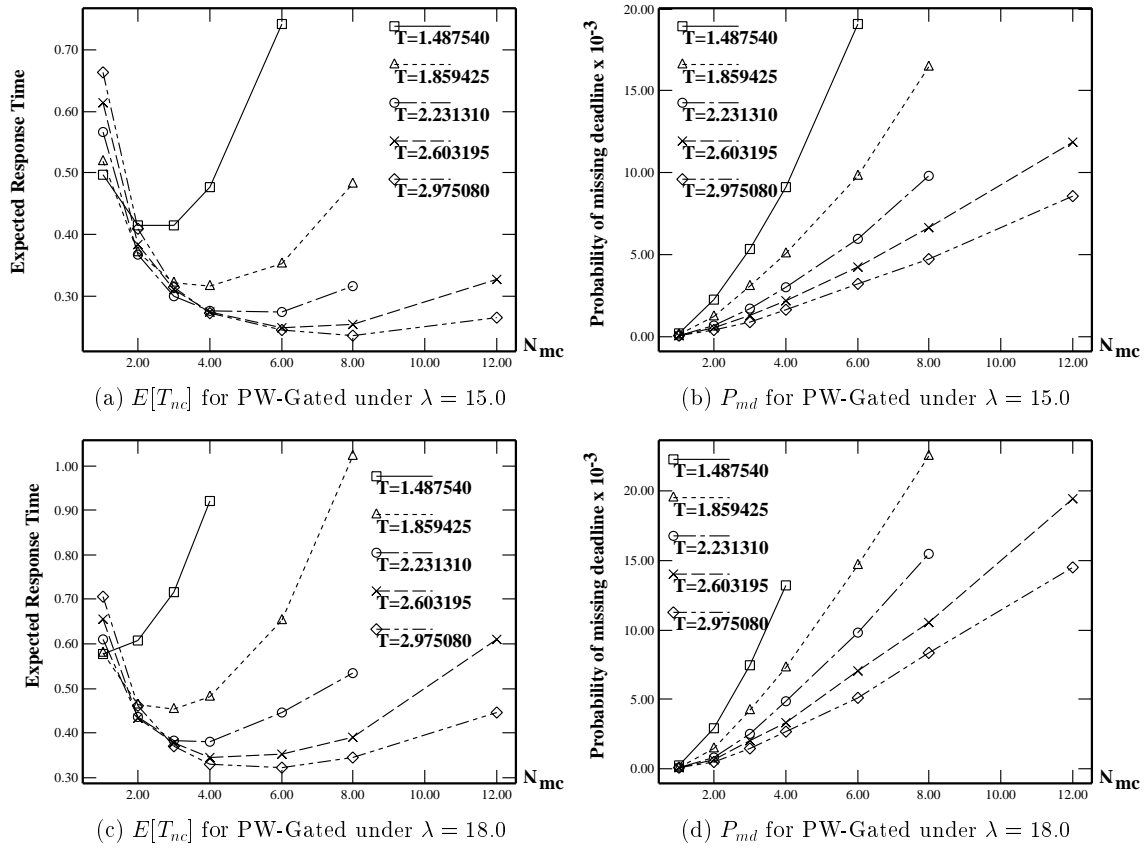 Expected Response Time
0.70
0.60
0.50
0.40
0.30
2.00 4.00 6.00 8.00 10.00 12.00
N_mc
T=1.487540
T=1.859425
T=2.231310
T=2.603195
T=2.975080
(a) E[T_nc] for PW-Gated under λ = 15.0
Probability of missing deadline x 10^-3
20.00
15.00
10.00
5.00
0.00
2.00 4.00 6.00 8.00 10.00 12.00
N_mc
T=1.487540
T=1.859425
T=2.231310
T=2.603195
T=2.975080
(b) P_md for PW-Gated under λ = 15.0
Expected Response Time
1.00
0.90
0.80
0.70
0.60
0.50
0.40
0.30
2.00 4.00 6.00 8.00 10.00 12.00
N_mc
T=1.487540
T=1.859425
T=2.231310
T=2.603195
T=2.975080
(c) E[T_nc] for PW-Gated under λ = 18.0
Probability of missing deadline x 10^-3
20.00
15.00
10.00
5.00
0.00
2.00 4.00 6.00 8.00 10.00 12.00
N_mc
T=1.487540
T=1.859425
T=2.231310
T=2.603195
T=2.975080
(d) P_md for PW-Gated under λ = 18.0